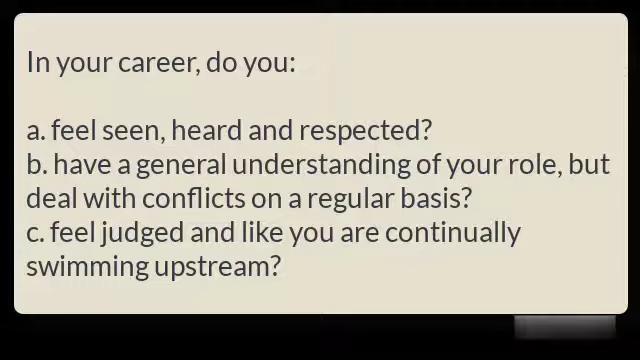 In your career, do you:
a. feel seen, heard and respected?
b. have a general understanding of your role, but
deal with conflicts on a regular basis?
c. feel judged and like you are continually
swimming upstream?